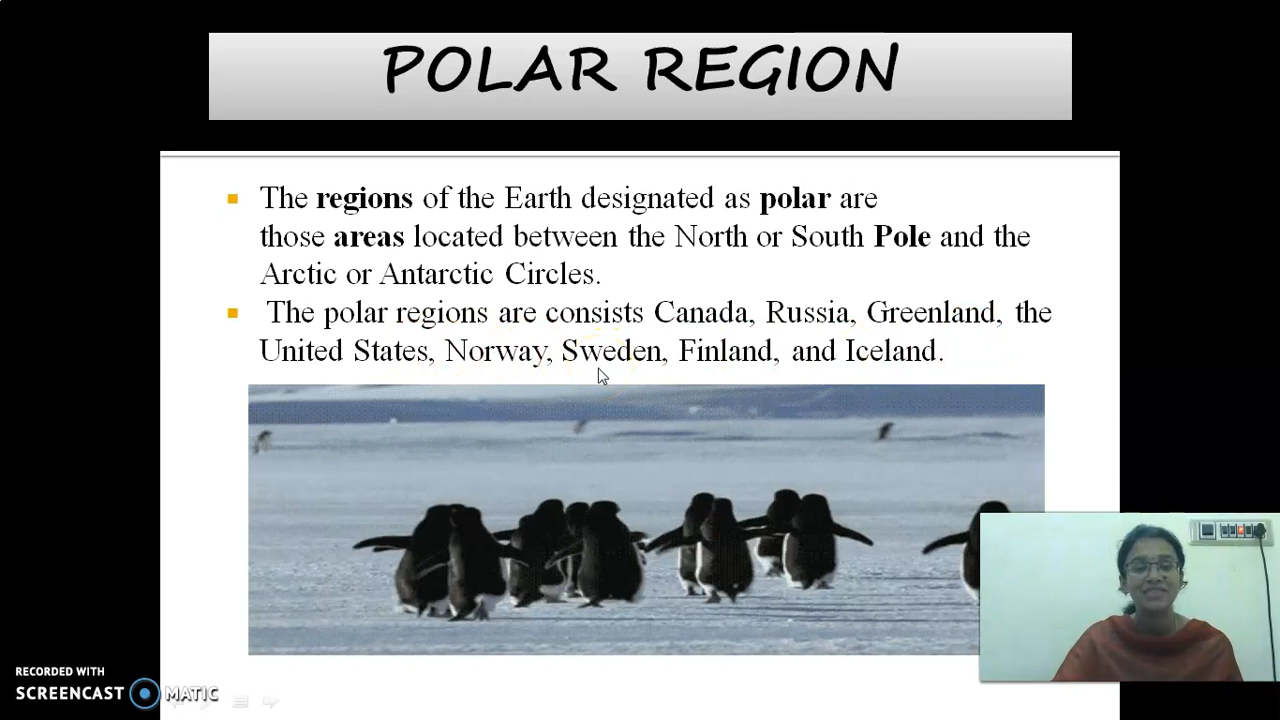 POLAR REGION
The regions of the Earth designated as polar are
those areas located between the North or South Pole and the
Arctic or Antarctic Circles.
The polar regions are consists Canada, Russia, Greenland, the
United States, Norway, Sweden, Finland, and Iceland.
RECORDED WITH
SCREENCAST MATIC